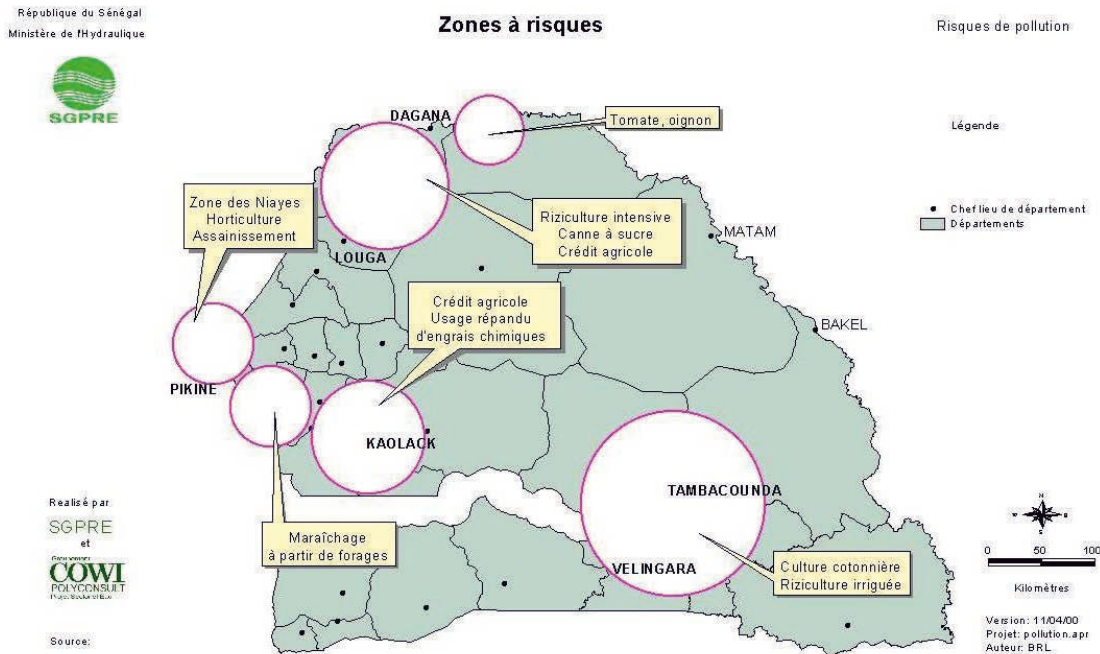 République du Sénégal
Ministère de l'Hydraulique
SGPRE
Zones à risques
Risques de pollution
DAGANA
Tomate, oignon
Légende
Zone des Niayes
Horticulture
Assainissement
Riziculture intensive
Canne à sucre
Crédit agricole
Chef lieu de département
Départements
MATAM
LOUGA
Crédit agricole
Usage répandu
d'engrais chimiques
BAKEL
PIKINE
KAOLACK
TAMBACOUNDA
Realisé par
SGPRE
et
COWI
POLYCONSULT
Maraîchage
à partir de forages
VELINGARA
Culture cotonnière
Riziculture irriguée
N
W E
S
0 50 100
Kilomètres
Source:
Version: 11/04/00
Projet: pollution.apr
Auteur: BRL